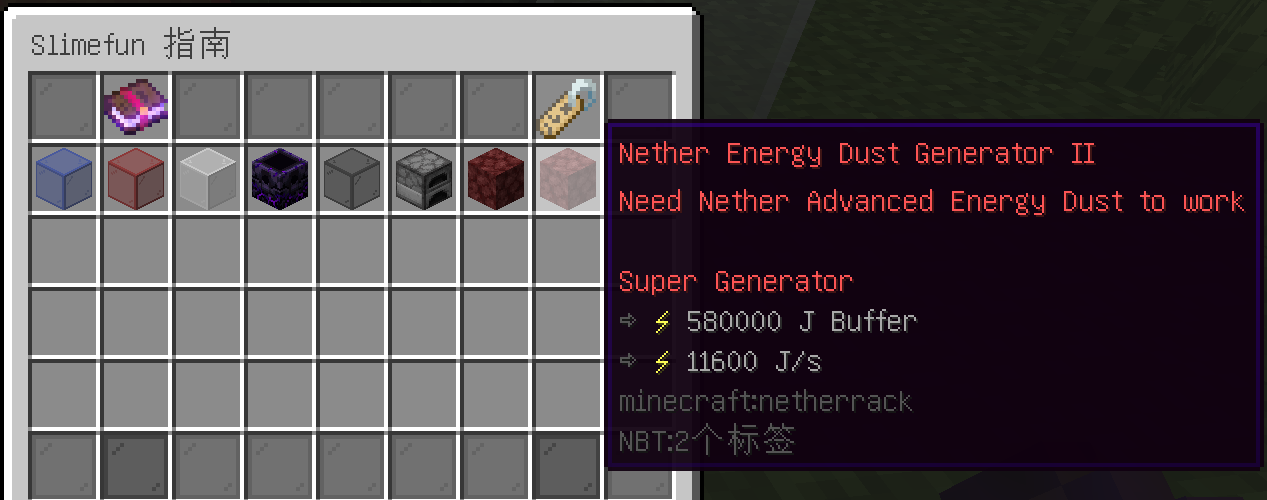 Slimefun 指南
Nether Energy Dust Generator II
Need Nether Advanced Energy Dust to work
Super Generator
⇨ ⚡ 580000 J Buffer
⇨ ⚡ 11600 J/s
minecraft:netherrack
NBT:2个标签